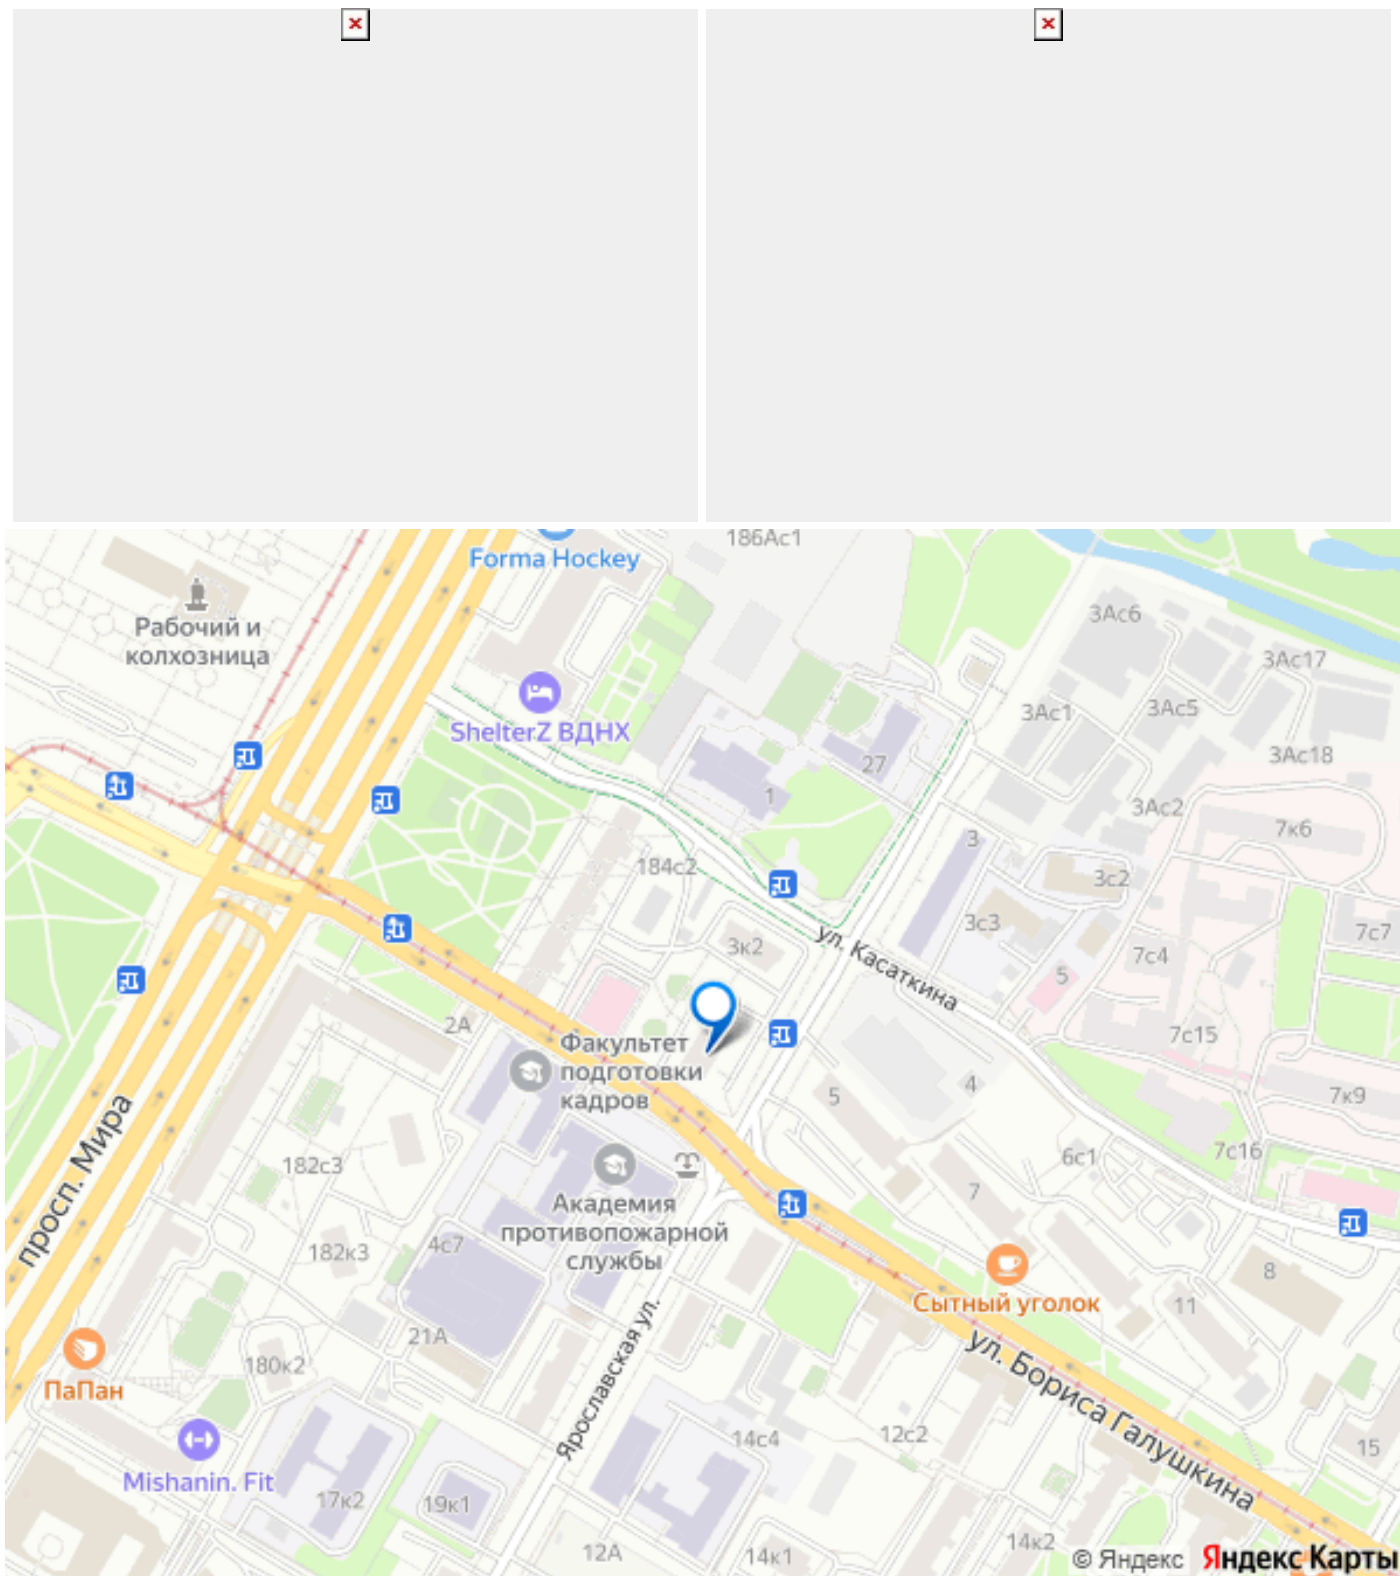 186Ас1
Forma Hockey
Рабочий и
колхозница
3Ас6
3Ас17
ShelterZ ВДНХ
3Ас1
3Ас5
27
3Ас18
1
3Ас2
7к6
3
184с2
3с2
3с3
7с7
3к2
ул. Касаткина
7с4
5
2А
7с15
Факультет
подготовки
кадров
4
5
7к9
просп. Мира
182с3
6с1
7с16
7
Академия
противопожарной
службы
182к3
4с7
8
Сытный уголок
11
21А
ул. Бориса Галушкина
180к2
ПаПан
Ярославская ул.
14с4
12с2
15
Mishanin. Fit
17к2
19к1
12А
14к1
14к2
© Яндекс Яндекс Карты